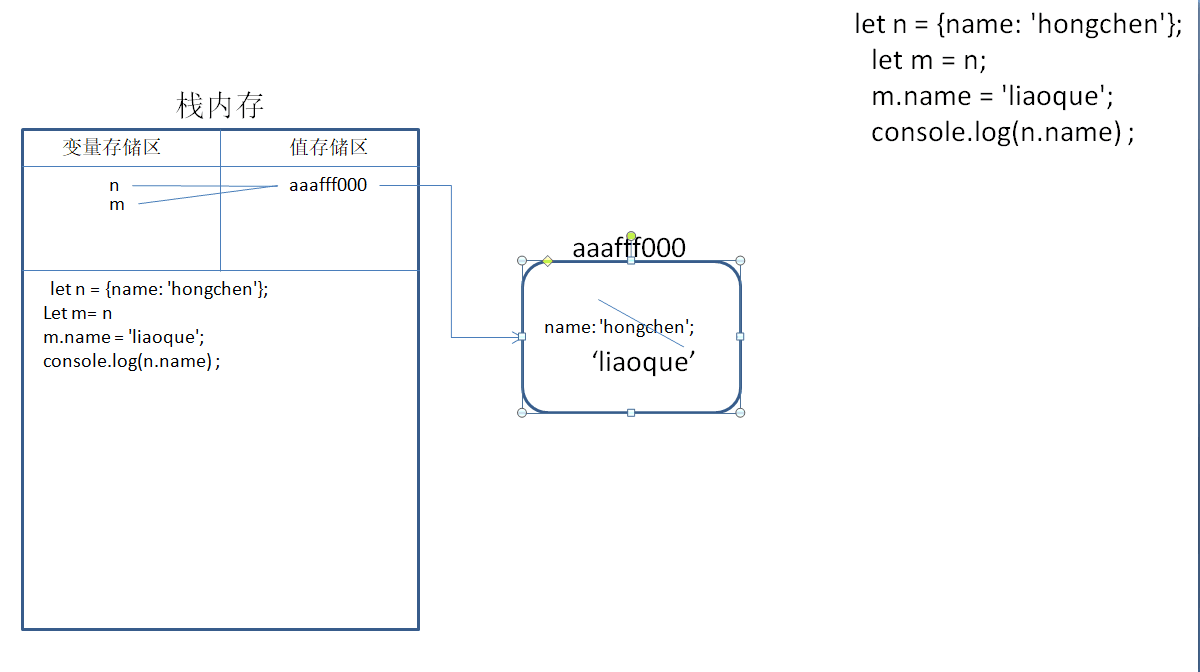 let n = {name: 'hongchen'};
let m = n;
m.name = 'liaoque';
console.log(n.name) ;
栈内存
变量存储区 值存储区
n aaafff000
m
let n = {name: 'hongchen'};
Let m= n
m.name = 'liaoque';
console.log(n.name) ;
aaafff000
name: 'hongchen';
‘liaoque’